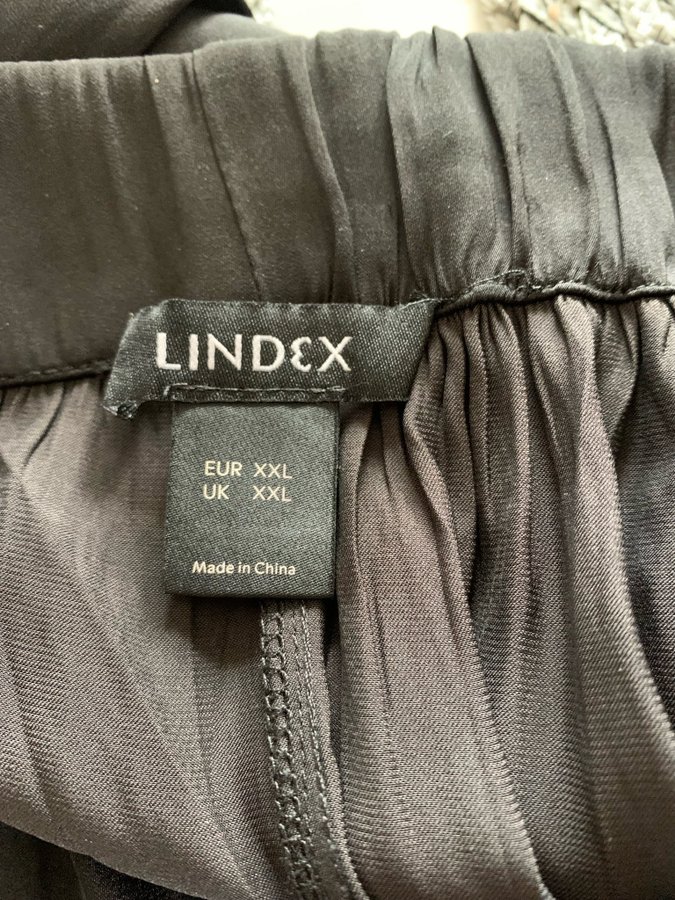 LINDEX
EUR XXL
UK XXL
Made in China